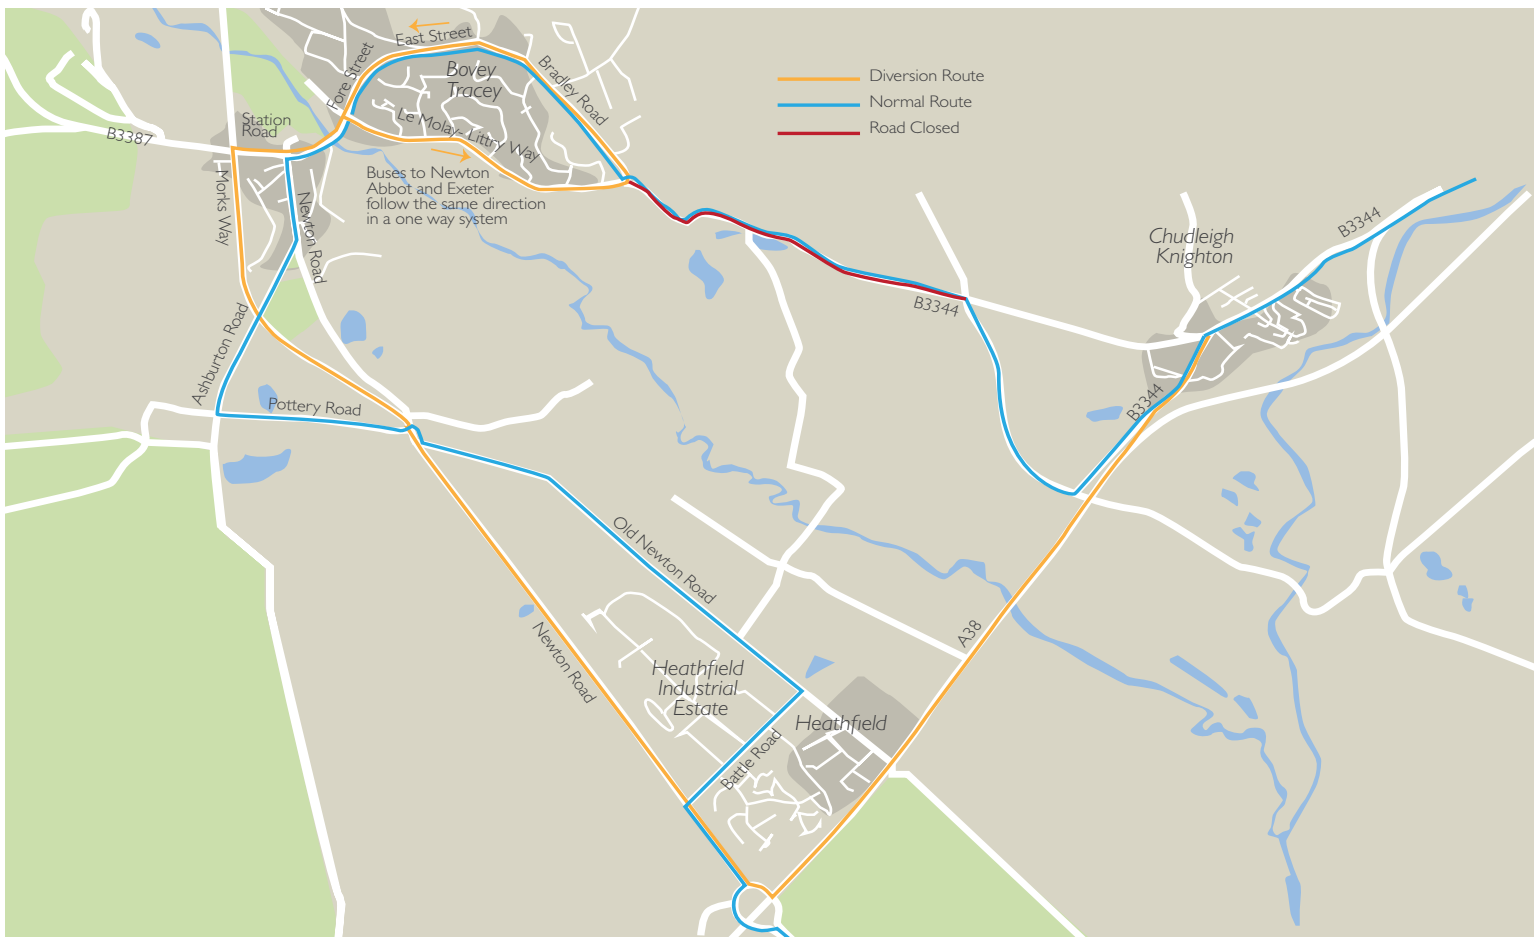 East Street
Fore Street
Bovey
Tracey
Bradley Road
Diversion Route
Normal Route
Road Closed
Station
Road
B3387
Le Molay- Littry Way
Buses to Newton
Abbot and Exeter
follow the same direction
in a one way system
Morks Way
Newton Road
Chudleigh
Knighton
B3344
B3344
Ashburton Road
Pottery Road
B3344
Old Newton Road
Newton Road
A38
Heathfield
Industrial
Estate
Heathfield
Battle Road